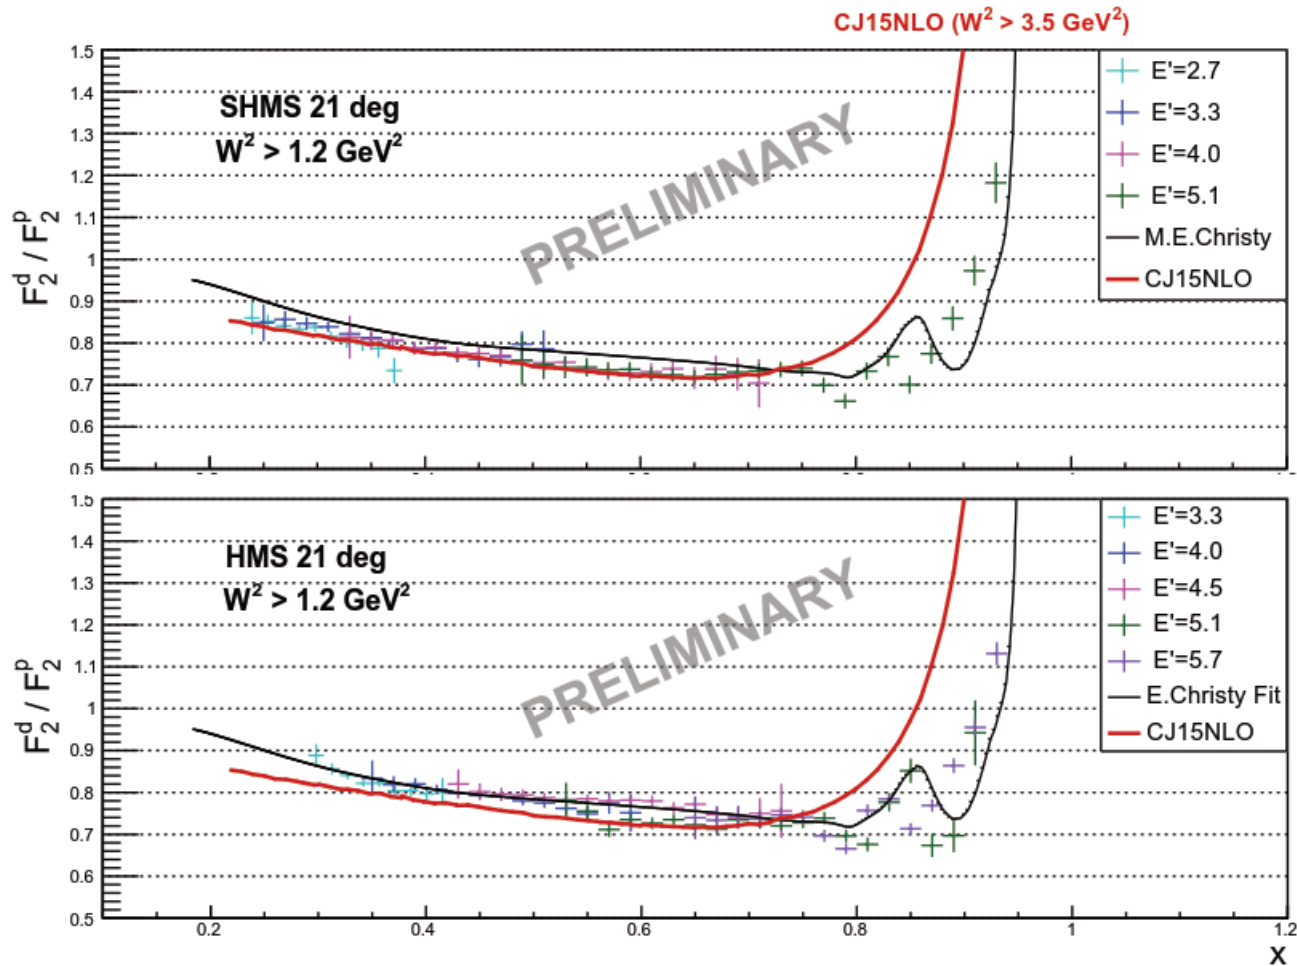 CJ15NLO (W² > 3.5 GeV²)
1.5
1.4
1.3
1.2
1.1
1
0.9
0.8
0.7
0.6
0.5
F₂ᵈ / F₂ᵖ
SHMS 21 deg
W² > 1.2 GeV²
PRELIMINARY
E'=2.7
E'=3.3
E'=4.0
E'=5.1
M.E.Christy
CJ15NLO
1
1.5
1.4
1.3
1.2
1.1
1
0.9
0.8
0.7
0.6
0.5
F₂ᵈ / F₂ᵖ
HMS 21 deg
W² > 1.2 GeV²
PRELIMINARY
E'=3.3
E'=4.0
E'=4.5
E'=5.1
E'=5.7
E.Christy Fit
CJ15NLO
0.2 0.4 0.6 0.8 1 1.2
x